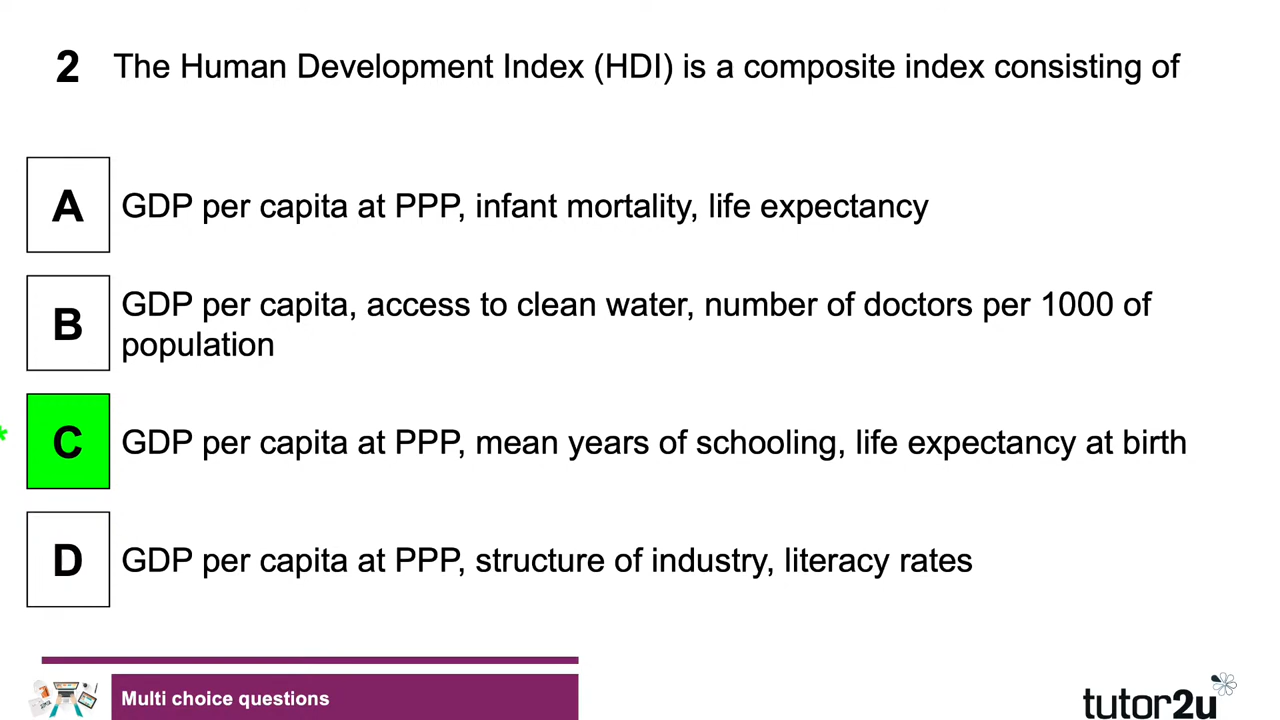 2 The Human Development Index (HDI) is a composite index consisting of
A GDP per capita at PPP, infant mortality, life expectancy
B GDP per capita, access to clean water, number of doctors per 1000 of
population
* C GDP per capita at PPP, mean years of schooling, life expectancy at birth
D GDP per capita at PPP, structure of industry, literacy rates
Multi choice questions
tutor2u